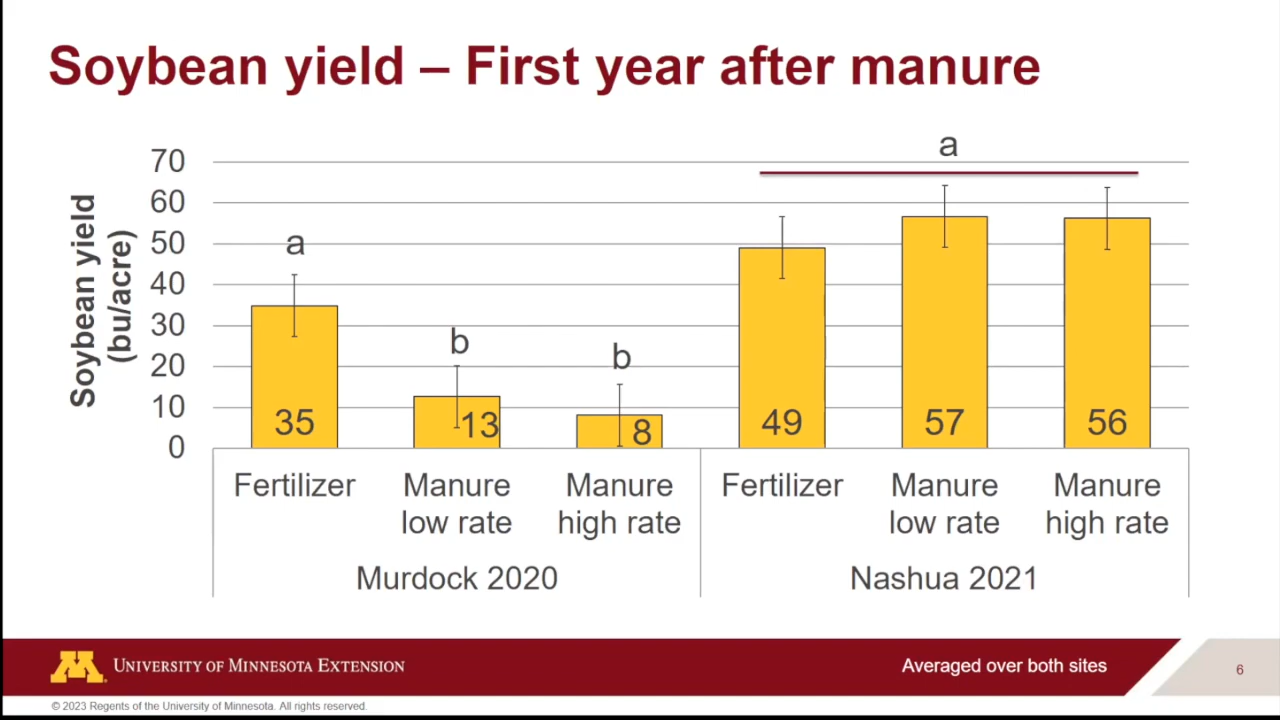 Soybean yield – First year after manure
Soybean yield
(bu/acre)
70
60
50
40
30
20
10
0
a
b
b
a
35
13
8
49
57
56
Fertilizer
Manure
low rate
Manure
high rate
Fertilizer
Manure
low rate
Manure
high rate
Murdock 2020
Nashua 2021
M
UNIVERSITY OF MINNESOTA EXTENSION
Averaged over both sites
6
© 2023 Regents of the University of Minnesota. All rights reserved.